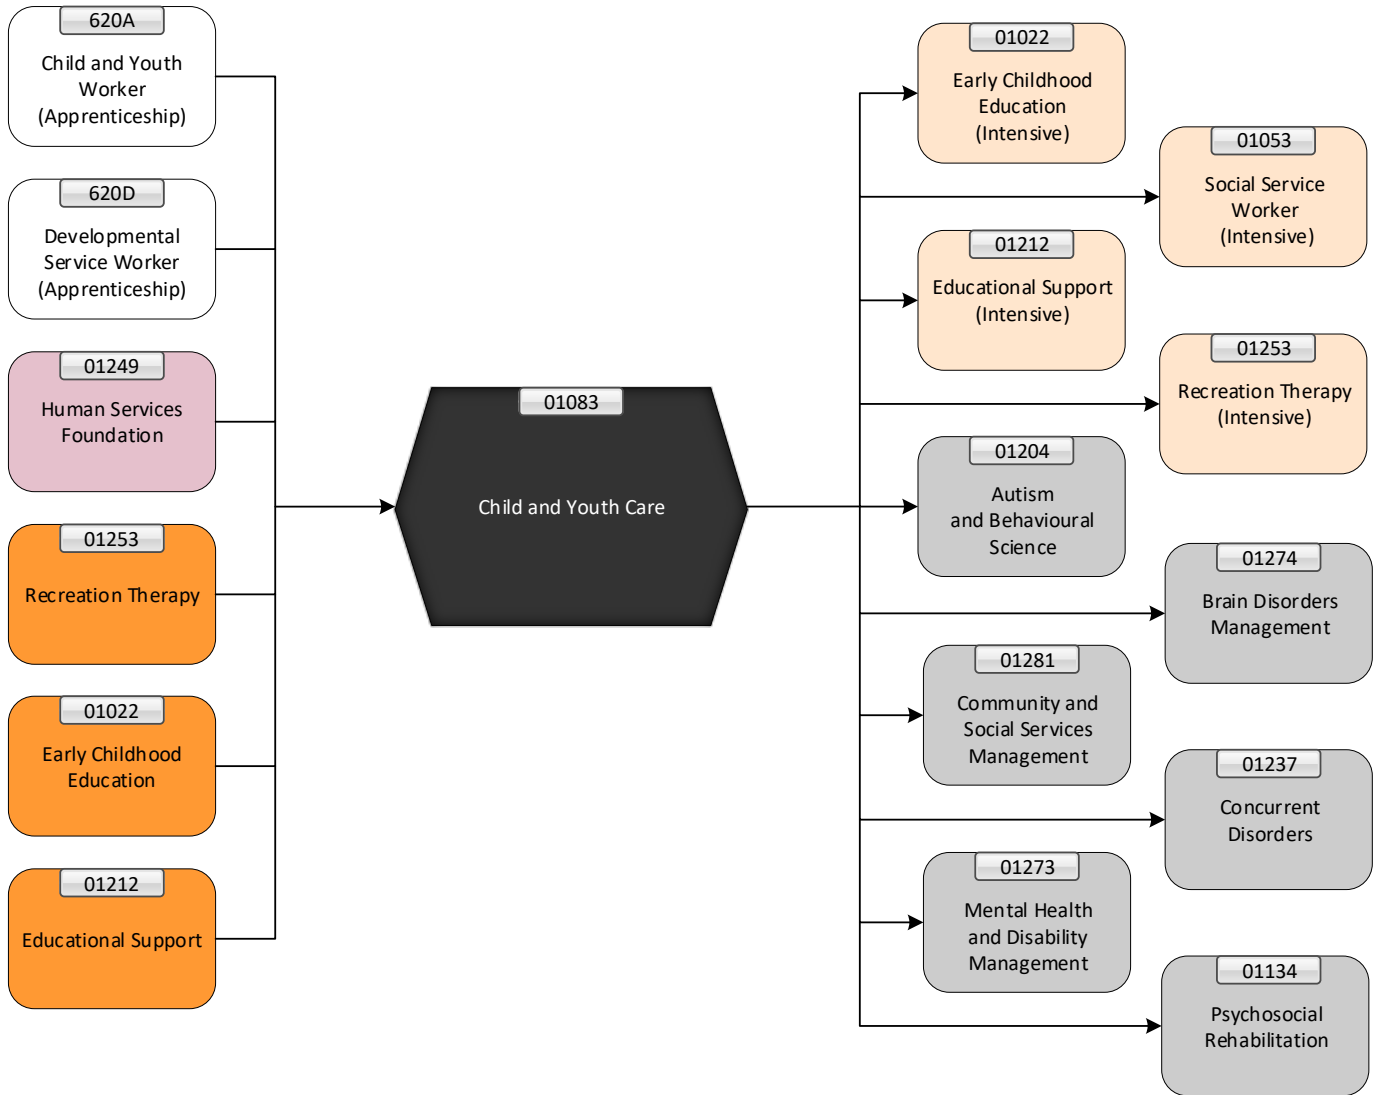 620A
Child and Youth
Worker
(Apprenticeship)
620D
Developmental
Service Worker
(Apprenticeship)
01249
Human Services
Foundation
01253
Recreation Therapy
01022
Early Childhood
Education
01212
Educational Support
01083
Child and Youth Care
01022
Early Childhood
Education
(Intensive)
01053
Social Service
Worker
(Intensive)
01212
Educational Support
(Intensive)
01253
Recreation Therapy
(Intensive)
01204
Autism
and Behavioural
Science
01274
Brain Disorders
Management
01281
Community and
Social Services
Management
01237
Concurrent
Disorders
01273
Mental Health
and Disability
Management
01134
Psychosocial
Rehabilitation